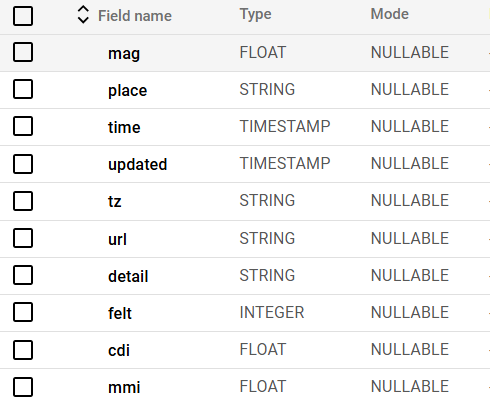 Field name Type Mode
mag FLOAT NULLABLE
place STRING NULLABLE
time TIMESTAMP NULLABLE
updated TIMESTAMP NULLABLE
tz STRING NULLABLE
url STRING NULLABLE
detail STRING NULLABLE
felt INTEGER NULLABLE
cdi FLOAT NULLABLE
mmi FLOAT NULLABLE